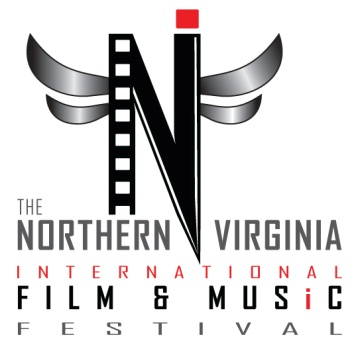 THE
NORTHERN VIRGINIA
INTERNATIONAL
FILM & MUSiC
FESTIVAL